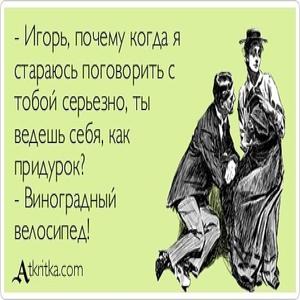 - Игорь, почему когда я
стараюсь поговорить с
тобой серьезно, ты
ведешь себя, как
придурок?
- Виноградный
велосипед!
Atkritka.com